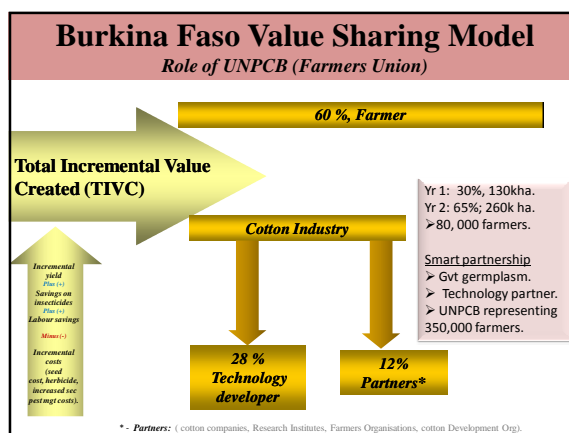 Burkina Faso Value Sharing Model
Role of UNPCB (Farmers Union)
60 %, Farmer
Total Incremental Value
Created (TIVC)
Cotton Industry
Yr 1:  30%, 130kha.
Yr 2:  65%; 260k ha.
➢80, 000 farmers.
Smart partnership
➢ Gvt germplasm.
➢ Technology partner.
➢ UNPCB representing
350,000 farmers.
Incremental
yield
Plus (+)
Savings on
insecticides
Plus (+)
Labour savings
Minus (-)
Incremental
costs
(seed
cost, herbicide,
increased sec
pest mgt costs).
28 %
Technology
developer
12%
Partners*
* - Partners: ( cotton companies, Research Institutes, Farmers Organisations, cotton Development Org).